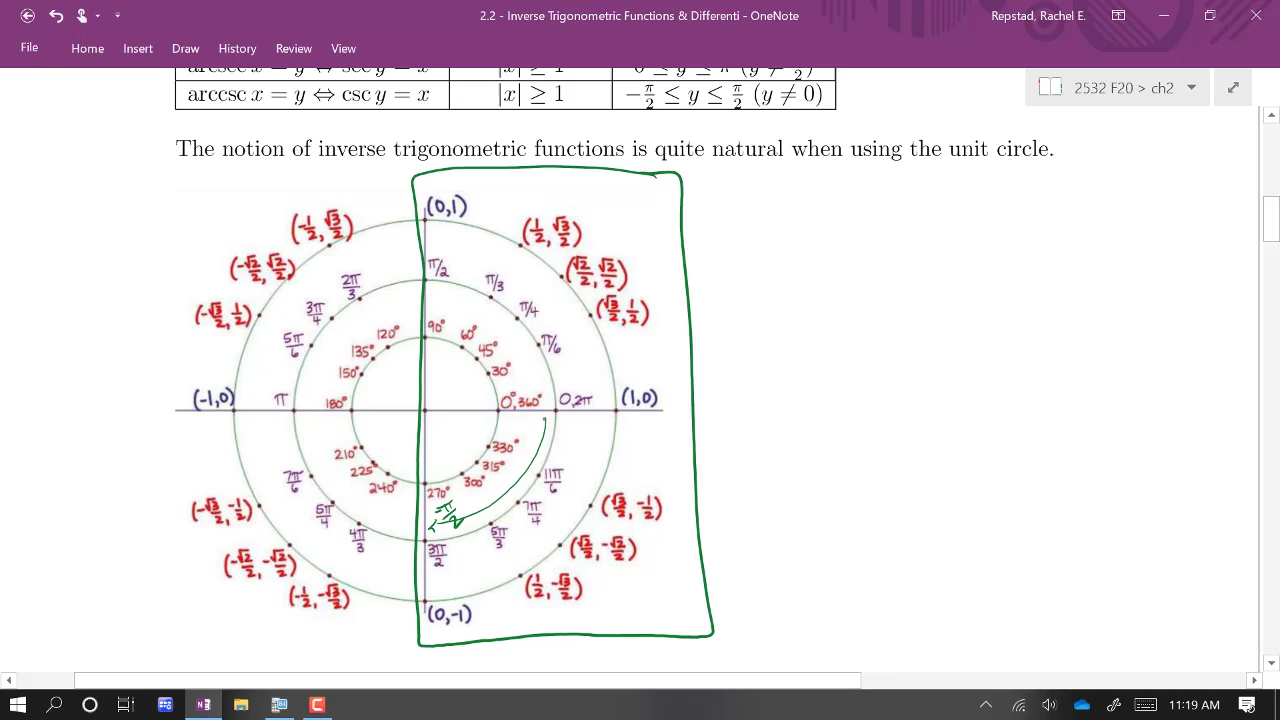 2.2 - Inverse Trigonometric Functions & Differenti - OneNote
Repstad, Rachel E.
File Home Insert Draw History Review View
2532 F20 > ch2
arcsec x = y ⇔ sec y = x |x| ≥ 1 0 ≤ y ≤ π (y ≠ π/2)
arccsc x = y ⇔ csc y = x |x| ≥ 1 -π/2 ≤ y ≤ π/2 (y ≠ 0)
The notion of inverse trigonometric functions is quite natural when using the unit circle.
(0,1)
(-1/2, √3/2) (1/2, √3/2)
(-√2/2, √2/2) π/2 (√2/2, √2/2)
2π/3 π/3
(-√3/2, 1/2) 3π/4 π/4 (√3/2, 1/2)
120° 90° 60°
5π/6 135° 45° π/6
150° 30°
(-1,0) π 180° 0°,360° 0,2π (1,0)
210° 330°
7π/6 225° 315° 11π/6
240° 270° 300°
(-√3/2, -1/2) 5π/4 -π/2 7π/4 (√3/2, -1/2)
4π/3 3π/2 5π/3
(-√2/2, -√2/2) (√2/2, -√2/2)
(-1/2, -√3/2) (1/2, -√3/2)
(0,-1)
11:19 AM